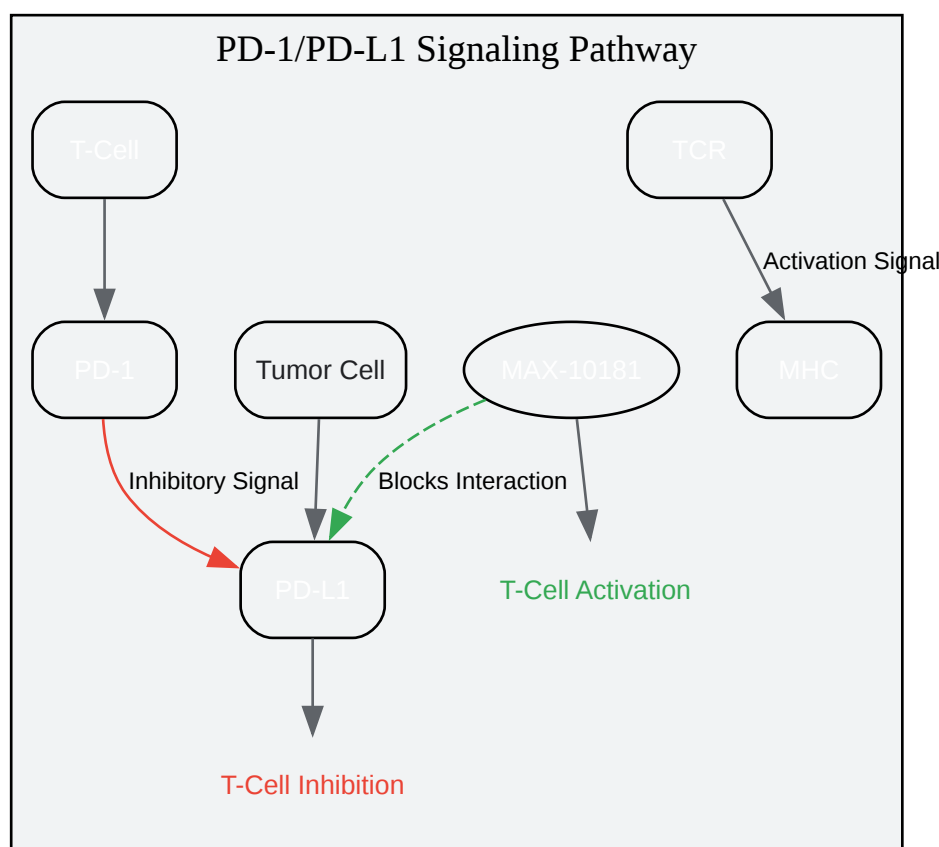 PD-1/PD-L1 Signaling Pathway
T-Cell
TCR
Activation Signal
PD-1
Tumor Cell
MAX-10181
MHC
Inhibitory Signal
Blocks Interaction
PD-L1
T-Cell Activation
T-Cell Inhibition